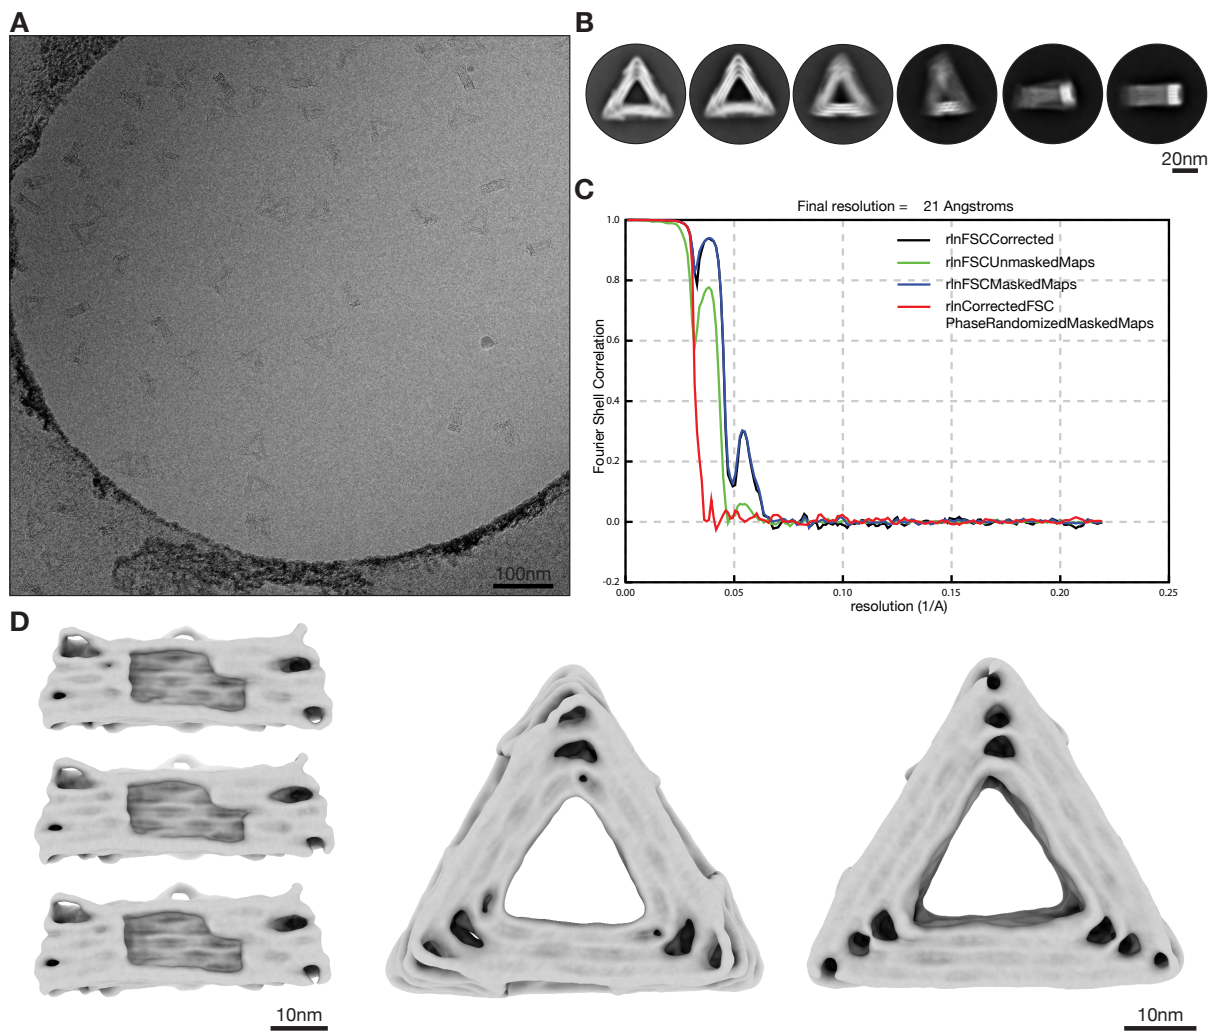 A
B
100nm
20nm
C
Final resolution = 21 Angstroms
rlnFSCCorrected
rlnFSCUnmaskedMaps
rlnFSCMaskedMaps
rlnCorrectedFSC
PhaseRandomizedMaskedMaps
Fourier Shell Correlation
1.0
0.8
0.6
0.4
0.2
0.0
-0.2
0.00
0.05
0.10
0.15
0.20
0.25
resolution (1/A)
D
10nm
10nm